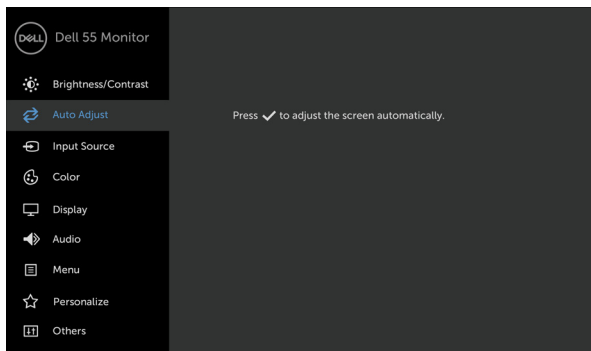 DELL
Dell 55 Monitor
Brightness/Contrast
Auto Adjust
Press ✓ to adjust the screen automatically.
Input Source
Color
Display
Audio
Menu
Personalize
Others